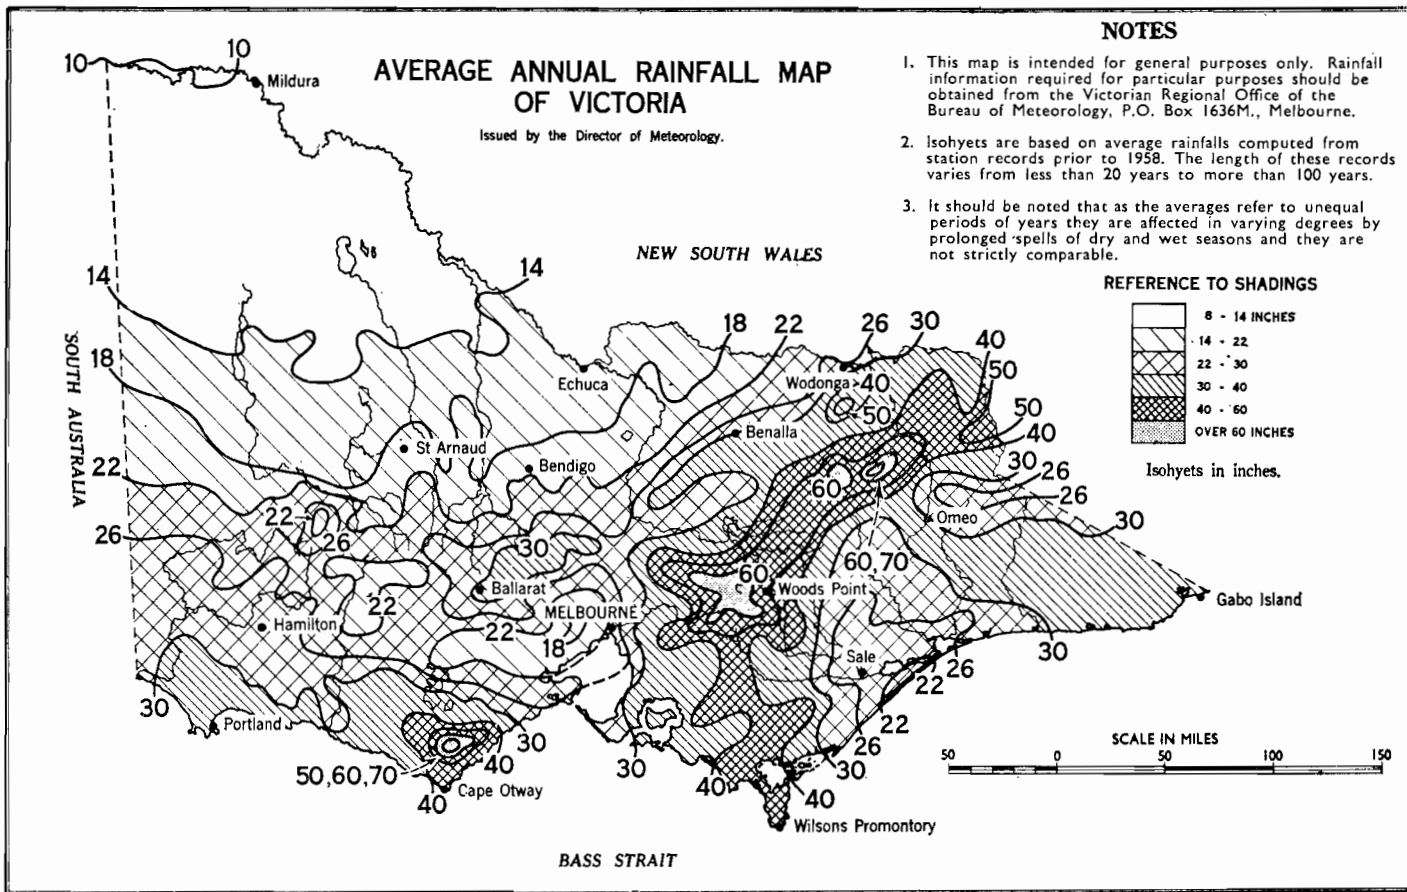 NOTES
1. This map is intended for general purposes only. Rainfall
information required for particular purposes should be
obtained from the Victorian Regional Office of the
Bureau of Meteorology, P.O. Box 1636M., Melbourne.
2. Isohyets are based on average rainfalls computed from
station records prior to 1958. The length of these records
varies from less than 20 years to more than 100 years.
3. It should be noted that as the averages refer to unequal
periods of years they are affected in varying degrees by
prolonged spells of dry and wet seasons and they are
not strictly comparable.
AVERAGE ANNUAL RAINFALL MAP
OF VICTORIA
Issued by the Director of Meteorology.
10
10
Mildura
NEW SOUTH WALES
REFERENCE TO SHADINGS
8 - 14 INCHES
14 - 22
22 - 30
30 - 40
40 - 60
OVER 60 INCHES
Isohyets in inches.
14
14
18
18
22
26
30
40
50
SOUTH AUSTRALIA
Echuca
Wodonga
40
50
50
40
Benalla
St Arnaud
Bendigo
22
30
26
26
60
22
26
26
30
Omeo
30
60
60,70
Ballarat
Woods Point
22
MELBOURNE
Gabo Island
Hamilton
22
18
Sale
26
30
22
30
Portland
22
30
26
30
30
40
50,60,70
40
40
40
Cape Otway
Wilsons Promontory
SCALE IN MILES
50 0 50 100 150
BASS STRAIT